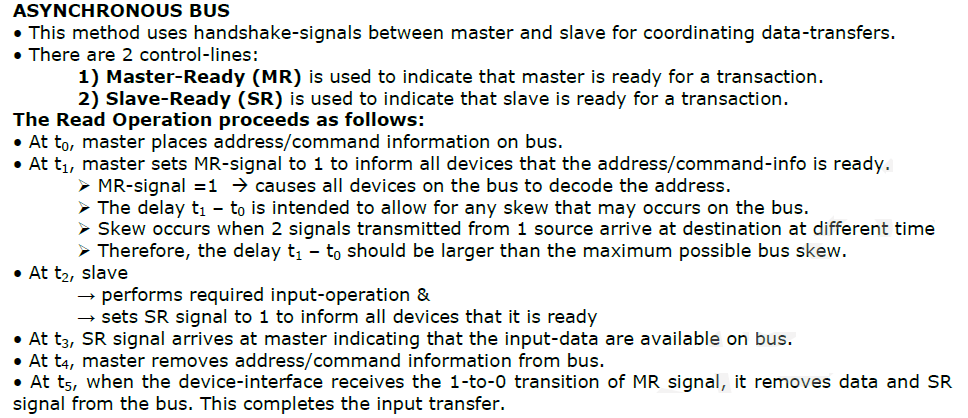 ASYNCHRONOUS BUS
• This method uses handshake-signals between master and slave for coordinating data-transfers.
• There are 2 control-lines:
1) Master-Ready (MR) is used to indicate that master is ready for a transaction.
2) Slave-Ready (SR) is used to indicate that slave is ready for a transaction.
The Read Operation proceeds as follows:
• At t₀, master places address/command information on bus.
• At t₁, master sets MR-signal to 1 to inform all devices that the address/command-info is ready.
➢ MR-signal =1 → causes all devices on the bus to decode the address.
➢ The delay t₁ – t₀ is intended to allow for any skew that may occurs on the bus.
➢ Skew occurs when 2 signals transmitted from 1 source arrive at destination at different time
➢ Therefore, the delay t₁ – t₀ should be larger than the maximum possible bus skew.
• At t₂, slave
→ performs required input-operation &
→ sets SR signal to 1 to inform all devices that it is ready
• At t₃, SR signal arrives at master indicating that the input-data are available on bus.
• At t₄, master removes address/command information from bus.
• At t₅, when the device-interface receives the 1-to-0 transition of MR signal, it removes data and SR
signal from the bus. This completes the input transfer.